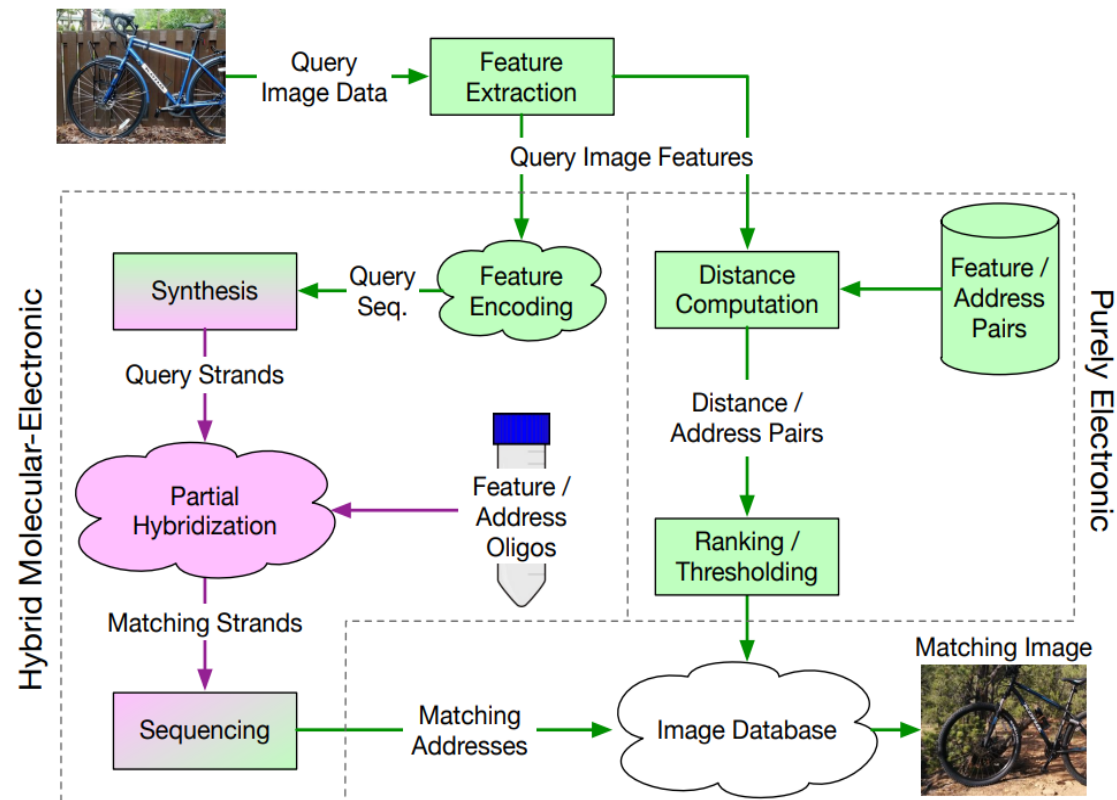 Query
Image Data
Feature
Extraction
Query Image Features
Hybrid Molecular-Electronic
Synthesis
Query
Seq.
Feature
Encoding
Distance
Computation
Feature /
Address
Pairs
Purely Electronic
Query Strands
Distance /
Address Pairs
Partial
Hybridization
Feature /
Address
Oligos
Ranking /
Thresholding
Matching Strands
Matching Image
Sequencing
Matching
Addresses
Image Database